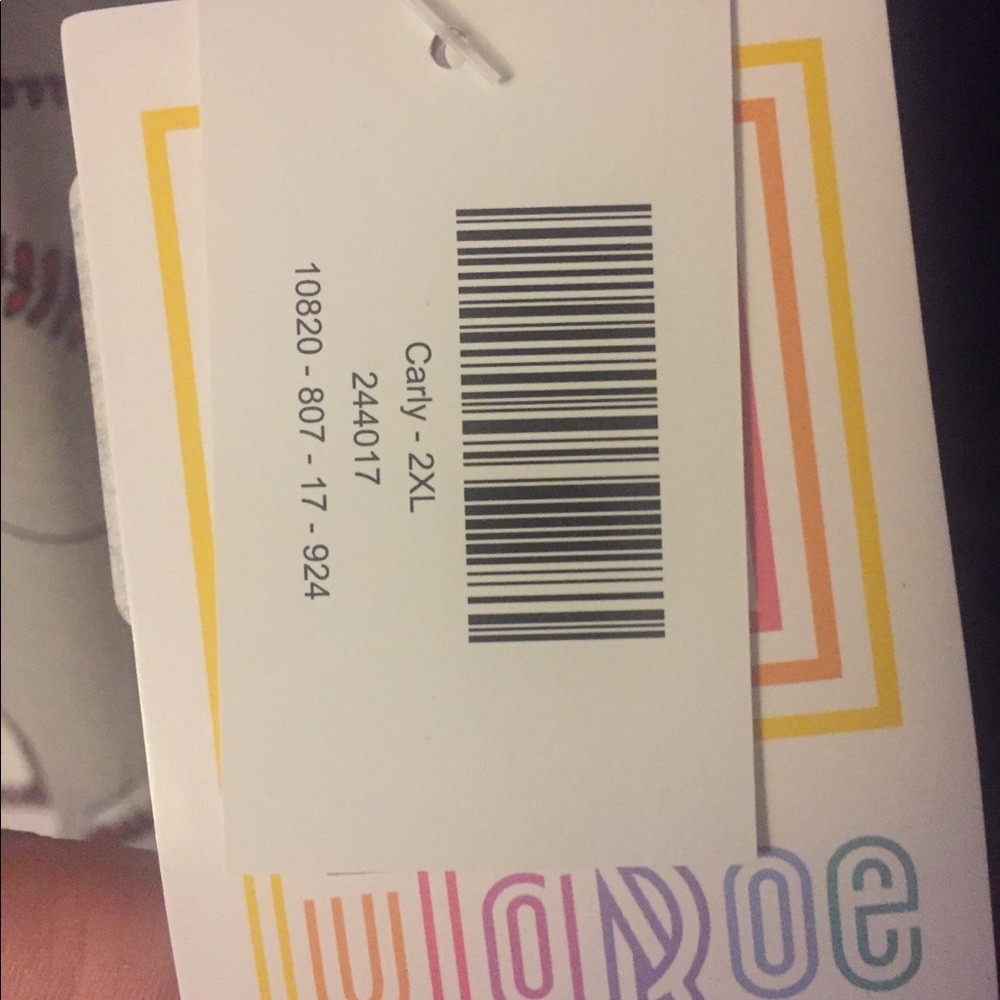 Carly - 2XL
244017
10820 - 807 - 17 - 924
LuLaRoe